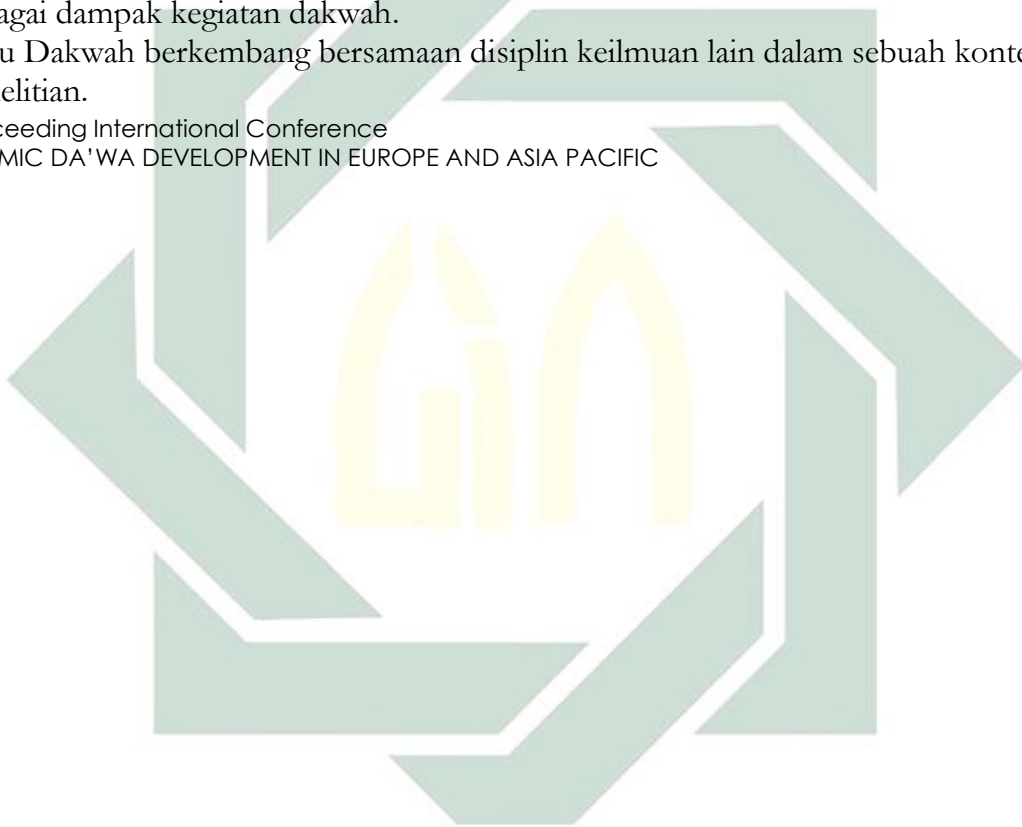 agai dampak kegiatan dakwah.
u Dakwah berkembang bersamaan disiplin keilmuan lain dalam sebuah konte
elitian.
ceeding International Conference
MIC DA'WA DEVELOPMENT IN EUROPE AND ASIA PACIFIC